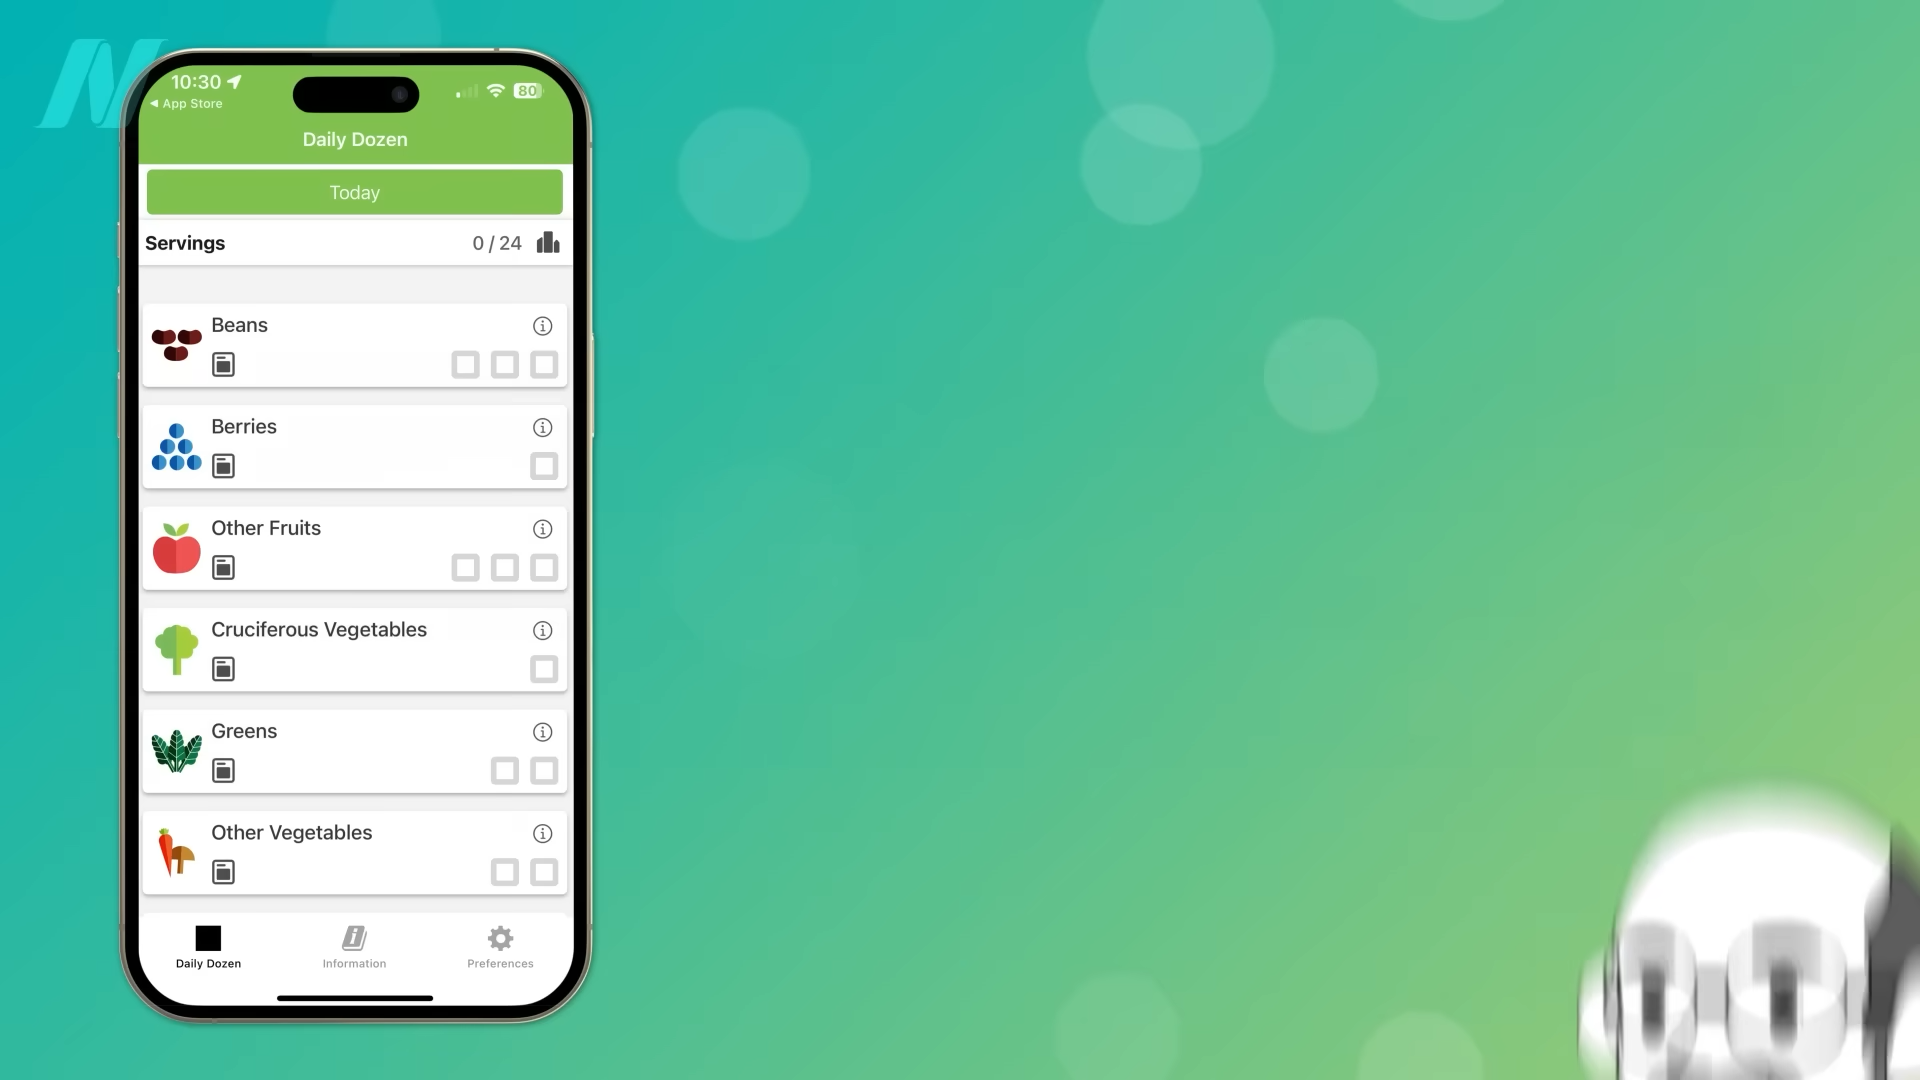 10:30
80
◀ App Store
Daily Dozen
Today
Servings
0 / 24
Beans
Berries
Other Fruits
Cruciferous Vegetables
Greens
Other Vegetables
Daily Dozen
Information
Preferences